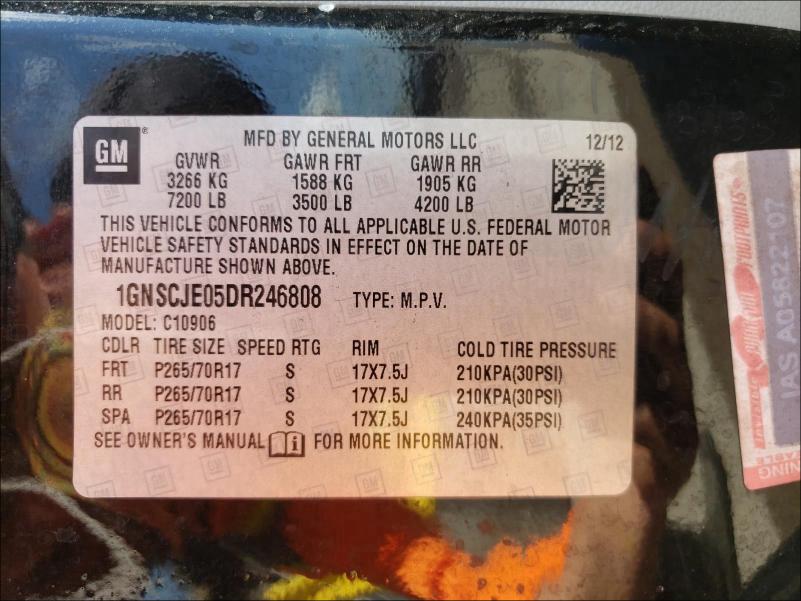 GM
MFD BY GENERAL MOTORS LLC 12/12
GVWR GAWR FRT GAWR RR
3266 KG 1588 KG 1905 KG
7200 LB 3500 LB 4200 LB
THIS VEHICLE CONFORMS TO ALL APPLICABLE U.S. FEDERAL MOTOR
VEHICLE SAFETY STANDARDS IN EFFECT ON THE DATE OF
MANUFACTURE SHOWN ABOVE.
1GNSCJE05DR246808 TYPE: M.P.V.
MODEL: C10906
CDLR TIRE SIZE SPEED RTG RIM COLD TIRE PRESSURE
FRT P265/70R17 S 17X7.5J 210KPA(30PSI)
RR P265/70R17 S 17X7.5J 210KPA(30PSI)
SPA P265/70R17 S 17X7.5J 240KPA(35PSI)
SEE OWNER'S MANUAL FOR MORE INFORMATION.
IAS A05822107
FOOTPRINTS